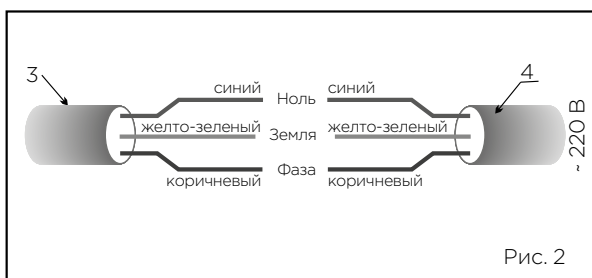 3
4
синий Ноль синий
желто-зеленый Земля желто-зеленый
коричневый Фаза коричневый
~ 220 В
Рис. 2